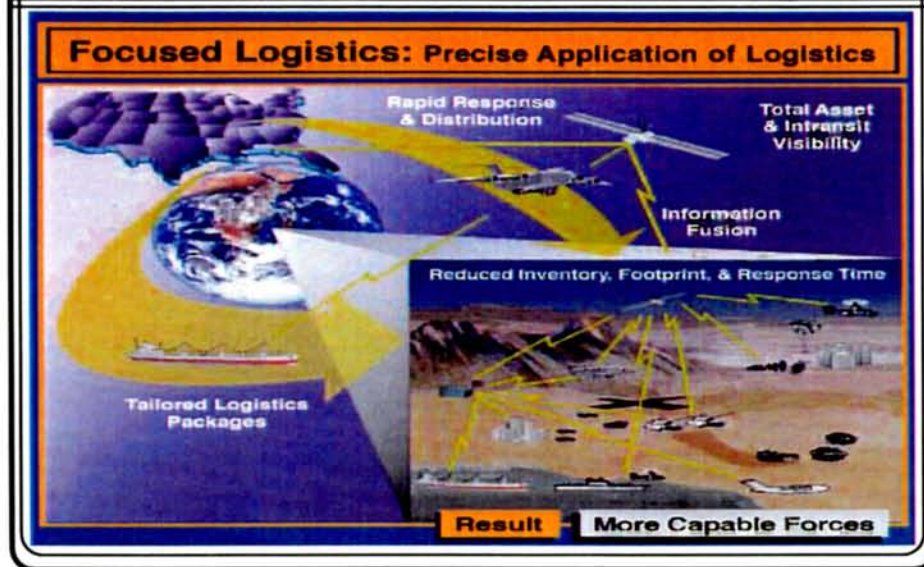 Focused Logistics: Precise Application of Logistics
Rapid Response
& Distribution
Total Asset
& Intransit
Visibility
Information
Fusion
Reduced Inventory, Footprint, & Response Time
Tailored Logistics
Packages
Result
More Capable Forces